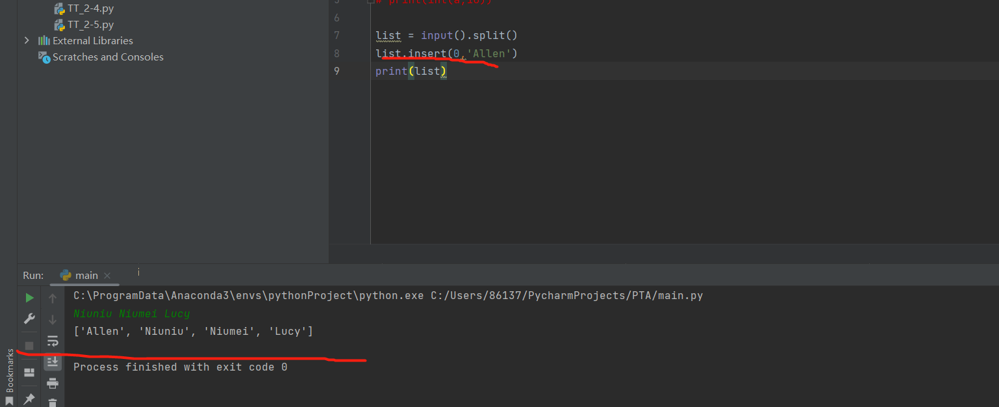 TT_2-4.py
TT_2-5.py
External Libraries
Scratches and Consoles
5 # print(int(a,16))
6
7 list = input().split()
8 list.insert(0,'Allen')
9 print(list)
Run: main
C:\ProgramData\Anaconda3\envs\pythonProject\python.exe C:/Users/86137/PycharmProjects/PTA/main.py
Niuniu Niumei Lucy
['Allen', 'Niuniu', 'Niumei', 'Lucy']
Process finished with exit code 0
Bookmarks